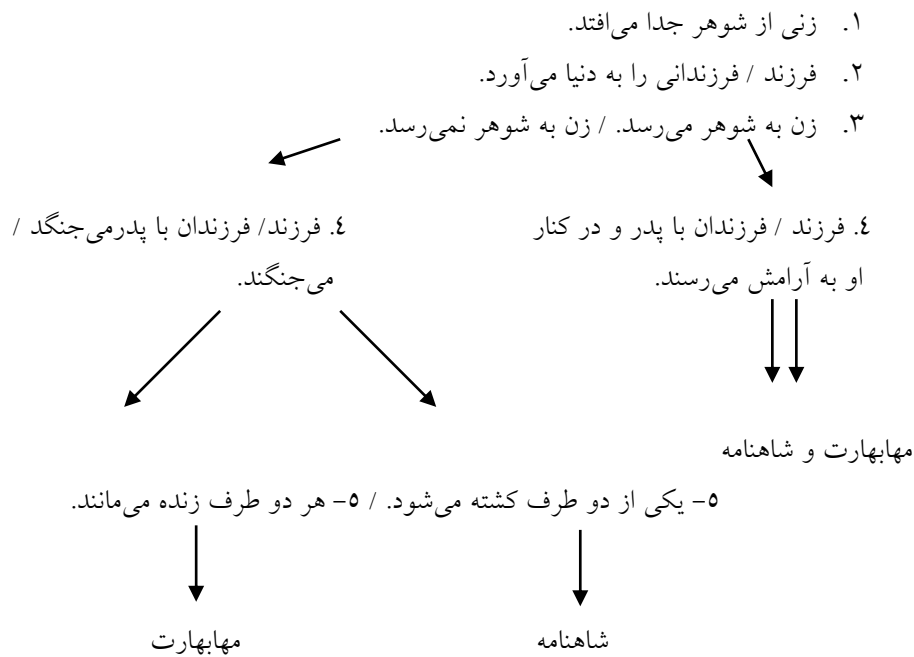 ۱. زنی از شوهر جدا می‌افتد.
۲. فرزند / فرزندانی را به دنیا می‌آورد.
۳. زن به شوهر می‌رسد. / زن به شوهر نمی‌رسد.
٤. فرزند / فرزندان با پدر و در کنار
او به آرامش می‌رسند.
٤. فرزند/ فرزندان با پدرمی‌جنگد /
می‌جنگند.
مهابهارت و شاهنامه
٥- یکی از دو طرف کشته می‌شود. / ٥- هر دو طرف زنده می‌مانند.
شاهنامه
مهابهارت